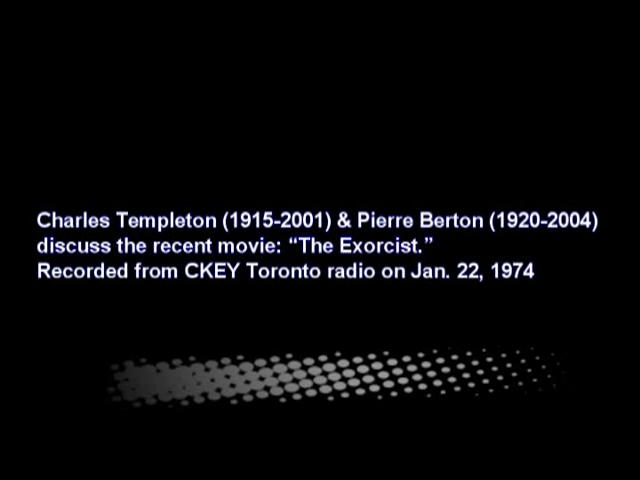 Charles Templeton (1915-2001) & Pierre Berton (1920-2004)
discuss the recent movie: “The Exorcist.”
Recorded from CKEY Toronto radio on Jan. 22, 1974